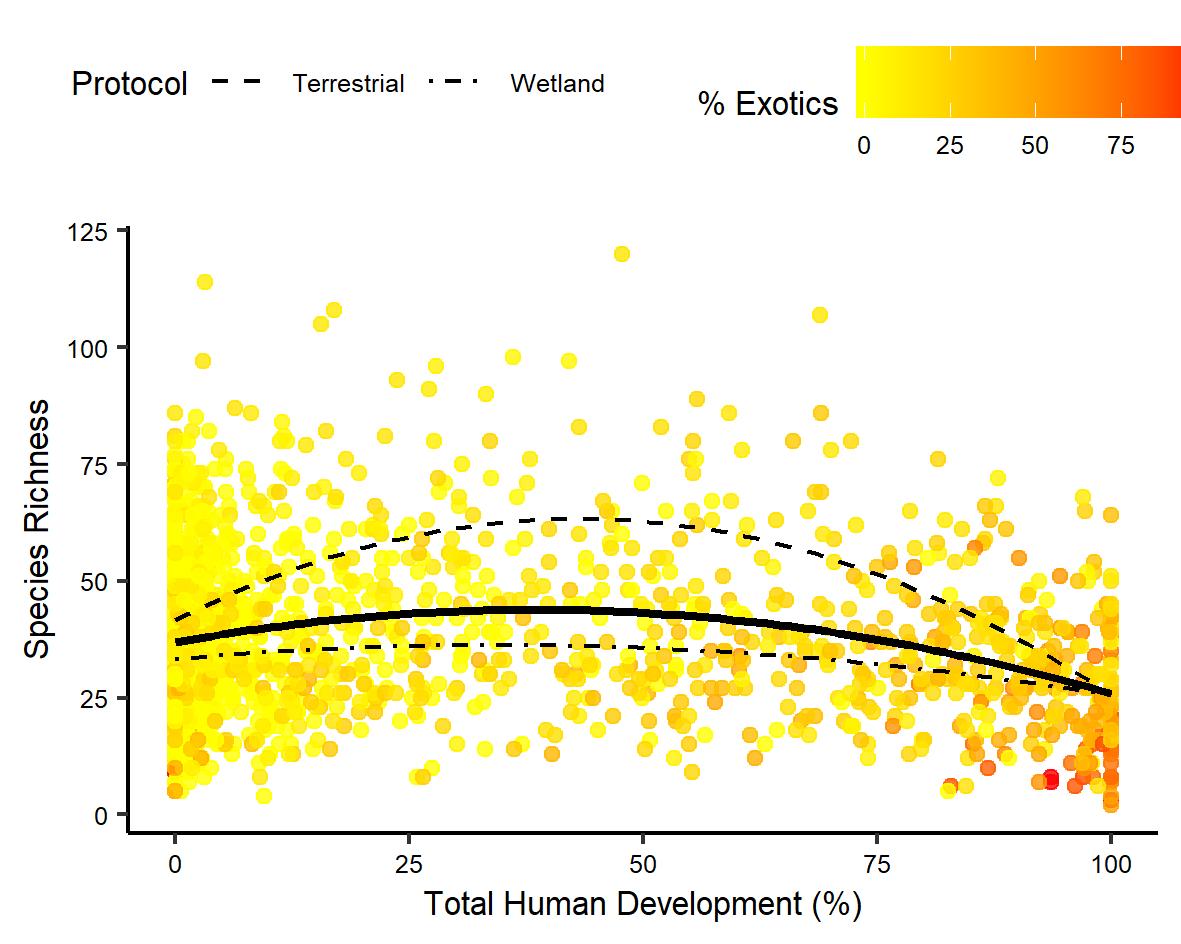 Protocol Terrestrial Wetland
% Exotics
0 25 50 75
125
100
75
50
25
0
Species Richness
0 25 50 75 100
Total Human Development (%)